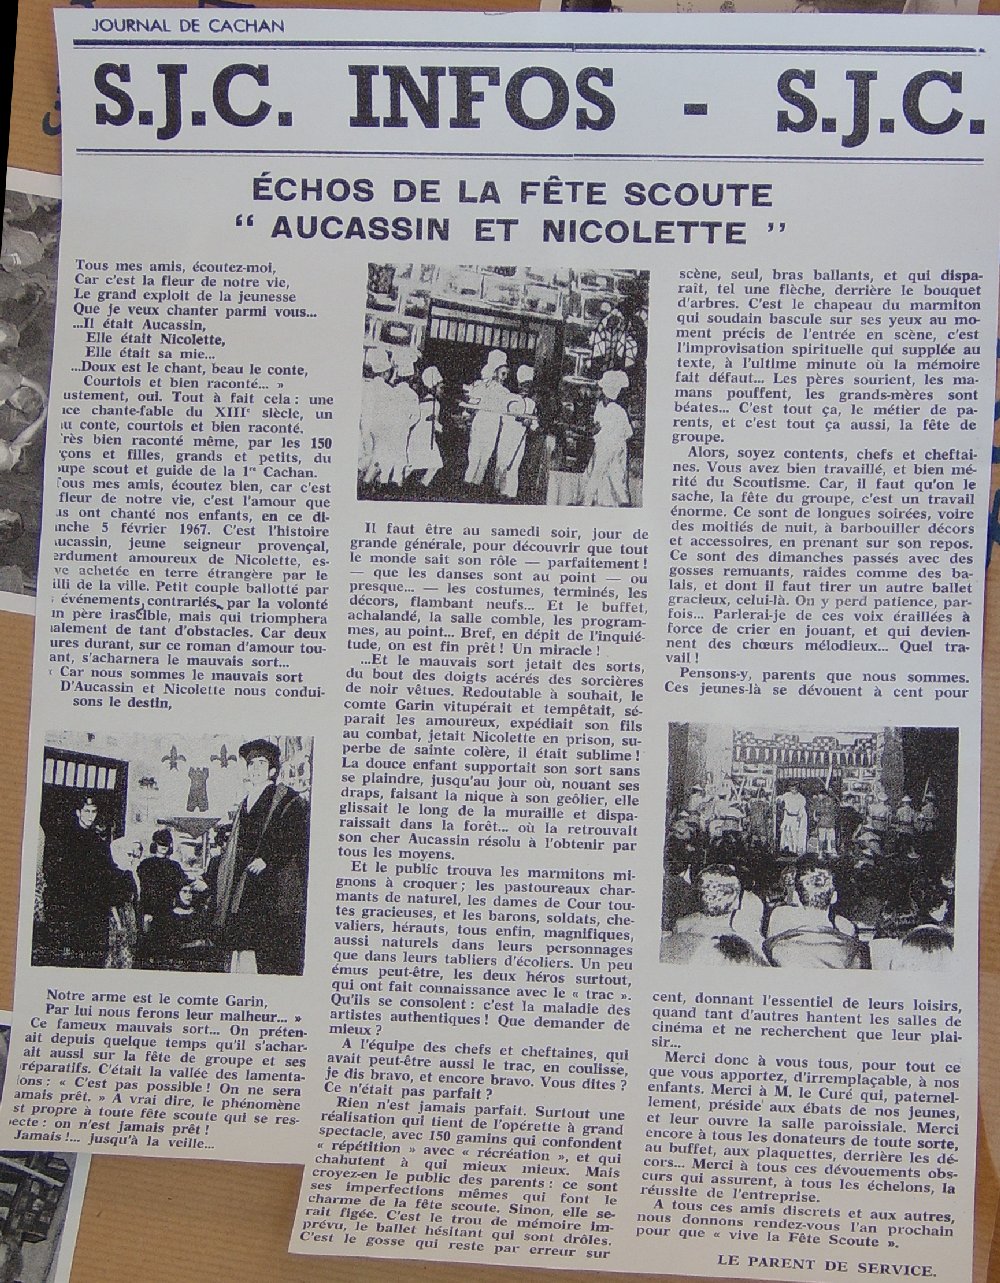 JOURNAL DE CACHAN
S.J.C. INFOS - S.J.C.
ÉCHOS DE LA FÊTE SCOUTE
“ AUCASSIN ET NICOLETTE ”
Tous mes amis, écoutez-moi,
Car c'est la fleur de notre vie,
Le grand exploit de la jeunesse
Que je veux chanter parmi vous...
...Il était Aucassin,
Elle était Nicolette,
Elle était sa mie...
...Doux est le chant, beau le conte,
Courtois et bien raconté... »
ustement, oui. Tout à fait cela : une
ice chante-fable du XIIIe siècle, un
au conte, courtois et bien raconté.
rès bien raconté même, par les 150
çons et filles, grands et petits, du
upe scout et guide de la 1re Cachan.
Tous mes amis, écoutez bien, car c'est
fleur de notre vie, c'est l'amour que
us ont chanté nos enfants, en ce di-
nche 5 février 1967. C'est l'histoire
ucassin, jeune seigneur provençal,
erdument amoureux de Nicolette, es-
ve achetée en terre étrangère par le
illi de la ville. Petit couple ballotté par
événements, contrariés, par la volonté
un père irascible, mais qui triomphera
alement de tant d'obstacles. Car deux
ures durant, sur ce roman d'amour tou-
ant, s'acharnera le mauvais sort...
Car nous sommes le mauvais sort
D'Aucassin et Nicolette nous condui-
sons le destin,
Notre arme est le comte Garin,
Par lui nous ferons leur malheur... »
Ce fameux mauvais sort... On préten-
ait depuis quelque temps qu'il s'achar-
ait aussi sur la fête de groupe et ses
réparatifs. C'était la vallée des lamenta-
ions : « C'est pas possible ! On ne sera
amais prêt. » A vrai dire, le phénomène
st propre à toute fête scoute qui se res-
ecte : on n'est jamais prêt !
Jamais !... jusqu'à la veille...
Il faut être au samedi soir, jour de
grande générale, pour découvrir que tout
le monde sait son rôle — parfaitement !
— que les danses sont au point — ou
presque... — les costumes, terminés, les
décors, flambant neufs... Et le buffet,
achalandé, la salle comble, les program-
mes, au point... Bref, en dépit de l'inquié-
tude, on est fin prêt ! Un miracle !
...Et le mauvais sort jetait des sorts,
du bout des doigts acérés des sorcières
de noir vêtues. Redoutable à souhait, le
comte Garin vitupérait et tempêtait, sé-
parait les amoureux, expédiait son fils
au combat, jetait Nicolette en prison, su-
perbe de sainte colère, il était sublime !
La douce enfant supportait son sort sans
se plaindre, jusqu'au jour où, nouant ses
draps, faisant la nique à son geôlier, elle
glissait le long de la muraille et dispa-
raissait dans la forêt... où la retrouvait
son cher Aucassin résolu à l'obtenir par
tous les moyens.
Et le public trouva les marmitons mi-
gnons à croquer ; les pastoureaux char-
mants de naturel, les dames de Cour tou-
tes gracieuses, et les barons, soldats, che-
valiers, hérauts, tous enfin, magnifiques,
aussi naturels dans leurs personnages
que dans leurs tabliers d'écoliers. Un peu
émus peut-être, les deux héros surtout,
qui ont fait connaissance avec le « trac ».
Qu'ils se consolent : c'est la maladie des
artistes authentiques ! Que demander de
mieux ?
A l'équipe des chefs et cheftaines, qui
avait peut-être aussi le trac, en coulisse,
je dis bravo, et encore bravo. Vous dites ?
Ce n'était pas parfait ?
Rien n'est jamais parfait. Surtout une
réalisation qui tient de l'opérette à grand
spectacle, avec 150 gamins qui confondent
« répétition » avec « récréation », et qui
chahutent à qui mieux mieux. Mais
croyez-en le public des parents : ce sont
ses imperfections mêmes qui font le
charme de la fête scoute. Sinon, elle se-
rait figée. C'est le trou de mémoire im-
prévu, le ballet hésitant qui sont drôles.
C'est le gosse qui reste par erreur sur
scène, seul, bras ballants, et qui dispa-
raît, tel une flèche, derrière le bouquet
d'arbres. C'est le chapeau du marmiton
qui soudain bascule sur ses yeux au mo-
ment précis de l'entrée en scène, c'est
l'improvisation spirituelle qui supplée au
texte, à l'ultime minute où la mémoire
fait défaut... Les pères sourient, les ma-
mans pouffent, les grands-mères sont
béates... C'est tout ça, le métier de pa-
rents, et c'est tout ça aussi, la fête de
groupe.
Alors, soyez contents, chefs et cheftai-
nes. Vous avez bien travaillé, et bien mé-
rité du Scoutisme. Car, il faut qu'on le
sache, la fête du groupe, c'est un travail
énorme. Ce sont de longues soirées, voire
des moitiés de nuit, à barbouiller décors
et accessoires, en prenant sur son repos.
Ce sont des dimanches passés avec des
gosses remuants, raides comme des ba-
lais, et dont il faut tirer un autre ballet
gracieux, celui-là. On y perd patience, par-
fois... Parlerai-je de ces voix éraillées à
force de crier en jouant, et qui devien-
nent des chœurs mélodieux... Quel tra-
vail !
Pensons-y, parents que nous sommes.
Ces jeunes-là se dévouent à cent pour
cent, donnant l'essentiel de leurs loisirs,
quand tant d'autres hantent les salles de
cinéma et ne recherchent que leur plai-
sir...
Merci donc à vous tous, pour tout ce
que vous apportez, d'irremplaçable, à nos
enfants. Merci à M. le Curé qui, paternel-
lement, préside aux ébats de nos jeunes,
et leur ouvre la salle paroissiale. Merci
encore à tous les donateurs de toute sorte,
au buffet, aux plaquettes, derrière les dé-
cors... Merci à tous ces dévouements obs-
curs qui assurent, à tous les échelons, la
réussite de l'entreprise.
A tous ces amis discrets et aux autres,
nous donnons rendez-vous l'an prochain
pour que « vive la Fête Scoute ».
LE PARENT DE SERVICE.